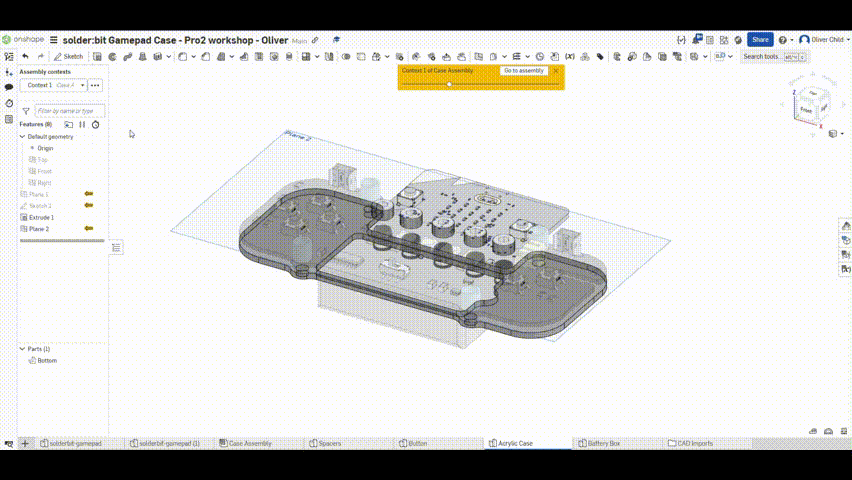 onshape
solder:bit Gamepad Case - Pro2 workshop - Oliver
Main
Share
Oliver Child
Sketch
Search tools...
Assembly contexts
Context 1
Context 1 of Case Assembly
Go to assembly
Filter by name or type
Features (8)
Default geometry
Origin
Top
Front
Right
Plane 1
Sketch 1
Extrude 1
Plane 2
Plane 2
Front
Z
X
Parts (1)
Bottom
solderbit-gamepad
solderbit-gamepad (1)
Case Assembly
Spacers
Button
Acrylic Case
Battery Box
CAD Imports